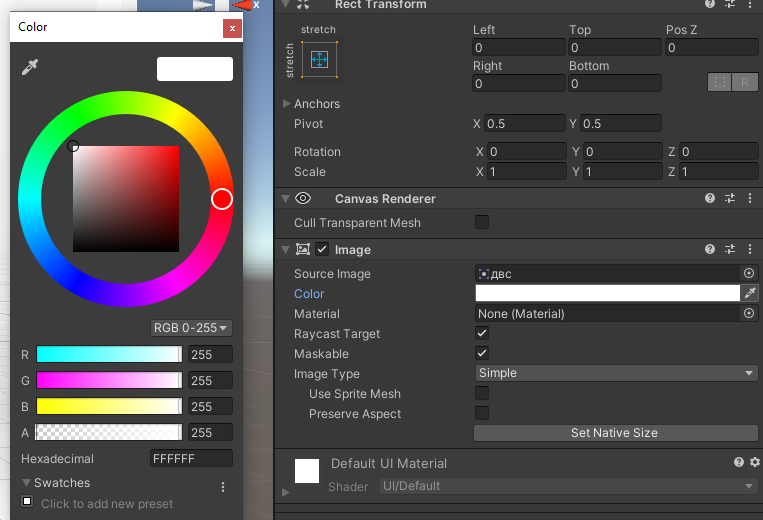 Color
x
RGB 0-255
R 255
G 255
B 255
A 255
Hexadecimal FFFFFF
Swatches
Click to add new preset
x
Rect Transform
stretch
stretch
Left Top Pos Z
0 0 0
Right Bottom
0 0
R
Anchors
Pivot X 0.5 Y 0.5
Rotation X 0 Y 0 Z 0
Scale X 1 Y 1 Z 1
Canvas Renderer
Cull Transparent Mesh
Image
Source Image двс
Color
Material None (Material)
Raycast Target
Maskable
Image Type Simple
Use Sprite Mesh
Preserve Aspect
Set Native Size
Default UI Material
Shader UI/Default